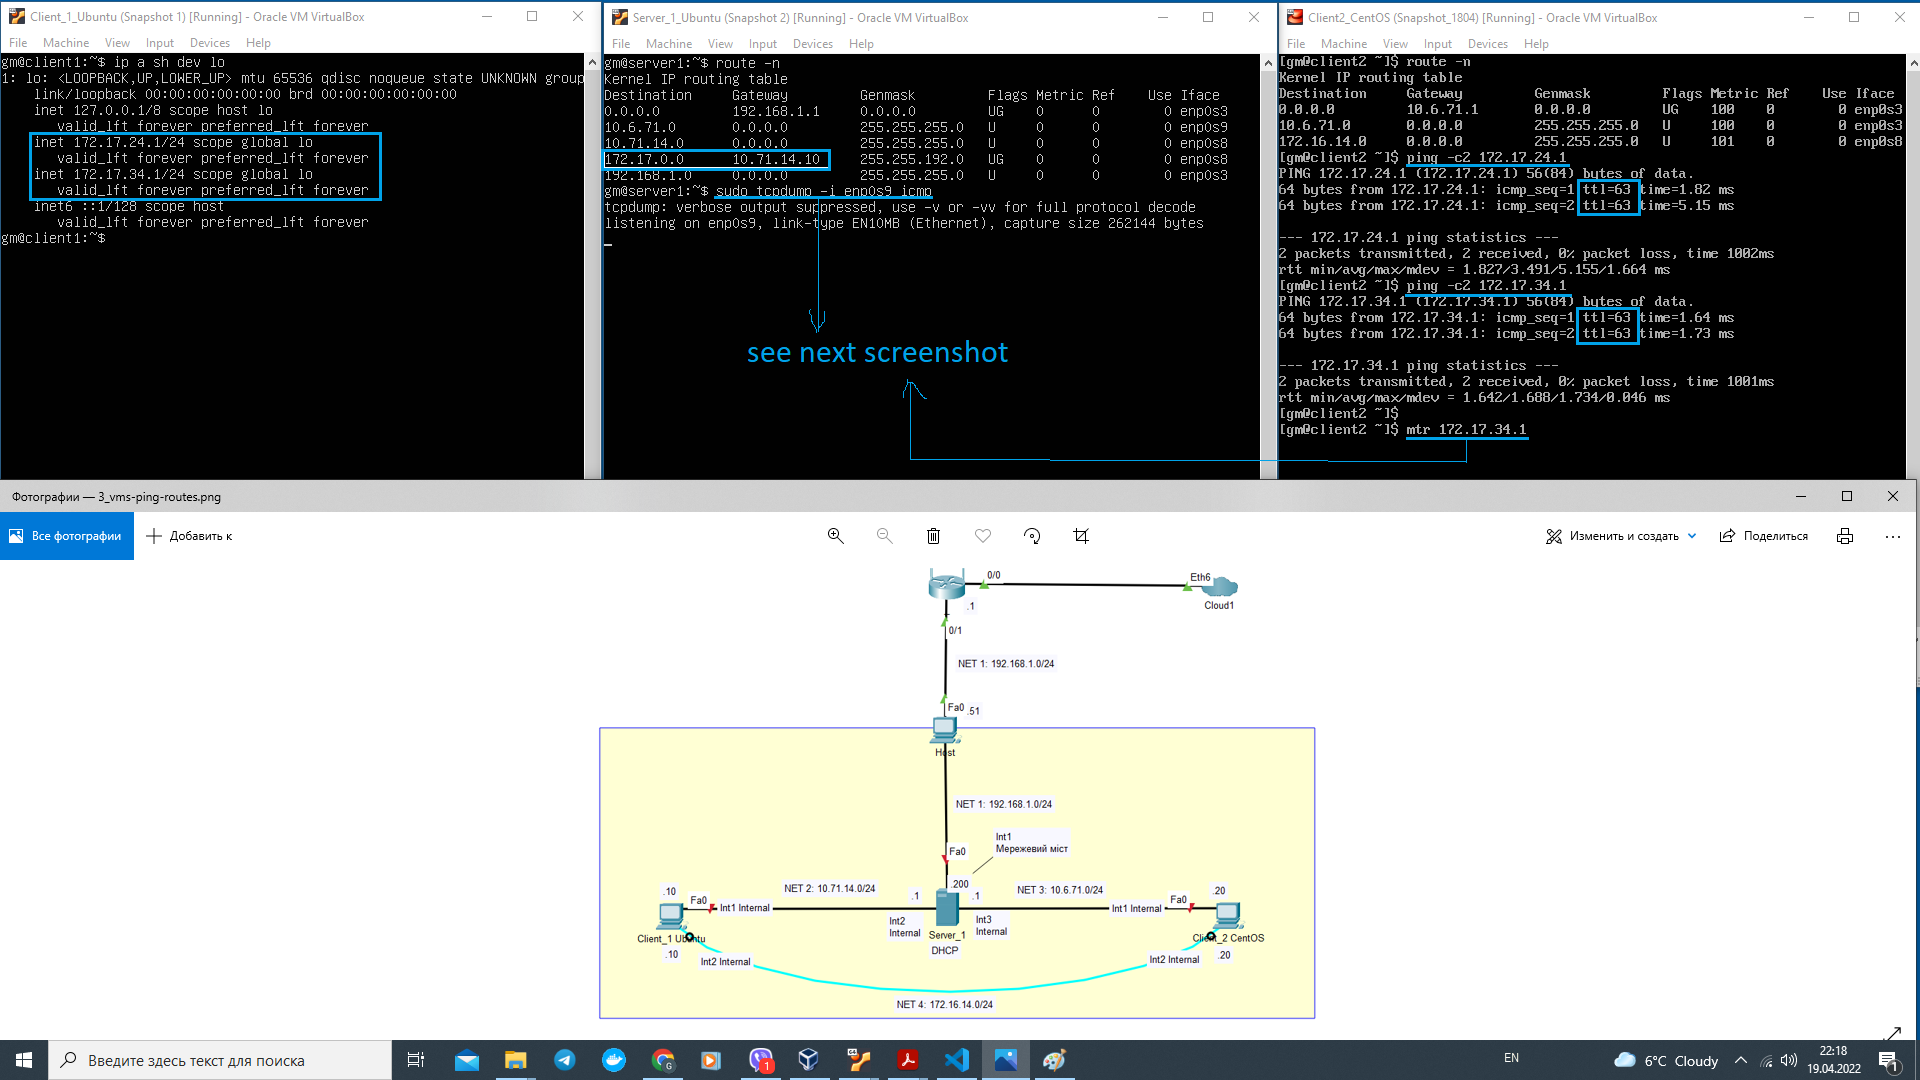 Client_1_Ubuntu (Snapshot 1) [Running] - Oracle VM VirtualBox
File Machine View Input Devices Help
gm@client1:~$ ip a sh dev lo
1: lo: <LOOPBACK,UP,LOWER_UP> mtu 65536 qdisc noqueue state UNKNOWN group
link/loopback 00:00:00:00:00:00 brd 00:00:00:00:00:00
inet 127.0.0.1/8 scope host lo
valid_lft forever preferred_lft forever
inet 172.17.24.1/24 scope global lo
valid_lft forever preferred_lft forever
inet 172.17.34.1/24 scope global lo
valid_lft forever preferred_lft forever
inet6 ::1/128 scope host
valid_lft forever preferred_lft forever
gm@client1:~$
Server_1_Ubuntu (Snapshot 2) [Running] - Oracle VM VirtualBox
File Machine View Input Devices Help
gm@server1:~$ route -n
Kernel IP routing table
Destination Gateway Genmask Flags Metric Ref Use Iface
0.0.0.0 192.168.1.1 0.0.0.0 UG 0 0 0 enp0s3
10.6.71.0 0.0.0.0 255.255.255.0 U 0 0 0 enp0s9
10.71.14.0 0.0.0.0 255.255.255.0 U 0 0 0 enp0s8
172.17.0.0 10.71.14.10 255.255.192.0 UG 0 0 0 enp0s8
192.168.1.0 0.0.0.0 255.255.255.0 U 0 0 0 enp0s3
gm@server1:~$ sudo tcpdump -i enp0s9 icmp
tcpdump: verbose output suppressed, use -v or -vv for full protocol decode
listening on enp0s9, link-type EN10MB (Ethernet), capture size 262144 bytes
see next screenshot
Client2_CentOS (Snapshot_1804) [Running] - Oracle VM VirtualBox
File Machine View Input Devices Help
[gm@client2 ~]$ route -n
Kernel IP routing table
Destination Gateway Genmask Flags Metric Ref Use Iface
0.0.0.0 10.6.71.1 0.0.0.0 UG 100 0 0 enp0s3
10.6.71.0 0.0.0.0 255.255.255.0 U 100 0 0 enp0s3
172.16.14.0 0.0.0.0 255.255.255.0 U 101 0 0 enp0s8
[gm@client2 ~]$ ping -c2 172.17.24.1
PING 172.17.24.1 (172.17.24.1) 56(84) bytes of data.
64 bytes from 172.17.24.1: icmp_seq=1 ttl=63 time=1.82 ms
64 bytes from 172.17.24.1: icmp_seq=2 ttl=63 time=5.15 ms
--- 172.17.24.1 ping statistics ---
2 packets transmitted, 2 received, 0% packet loss, time 1002ms
rtt min/avg/max/mdev = 1.827/3.491/5.155/1.664 ms
[gm@client2 ~]$ ping -c2 172.17.34.1
PING 172.17.34.1 (172.17.34.1) 56(84) bytes of data.
64 bytes from 172.17.34.1: icmp_seq=1 ttl=63 time=1.64 ms
64 bytes from 172.17.34.1: icmp_seq=2 ttl=63 time=1.73 ms
--- 172.17.34.1 ping statistics ---
2 packets transmitted, 2 received, 0% packet loss, time 1001ms
rtt min/avg/max/mdev = 1.642/1.688/1.734/0.046 ms
[gm@client2 ~]$
[gm@client2 ~]$ mtr 172.17.34.1
Фотографии — 3_vms-ping-routes.png
Все фотографии
Добавить к
Изменить и создать
Поделиться
0/0
Eth6
.1
Cloud1
0/1
NET 1: 192.168.1.0/24
Fa0 .51
Host
NET 1: 192.168.1.0/24
Int1
Мережевий міст
Fa0
.200
.10
NET 2: 10.71.14.0/24
.1
.1
NET 3: 10.6.71.0/24
.20
Fa0
Int1 Internal
Int1 Internal
Fa0
Int2
Internal
Int3
Internal
Client_1 Ubuntu
Server_1
DHCP
Client_2 CentOS
.10
Int2 Internal
Int2 Internal
.20
NET 4: 172.16.14.0/24
Введите здесь текст для поиска
1
EN
6°C Cloudy
22:18
19.04.2022
1